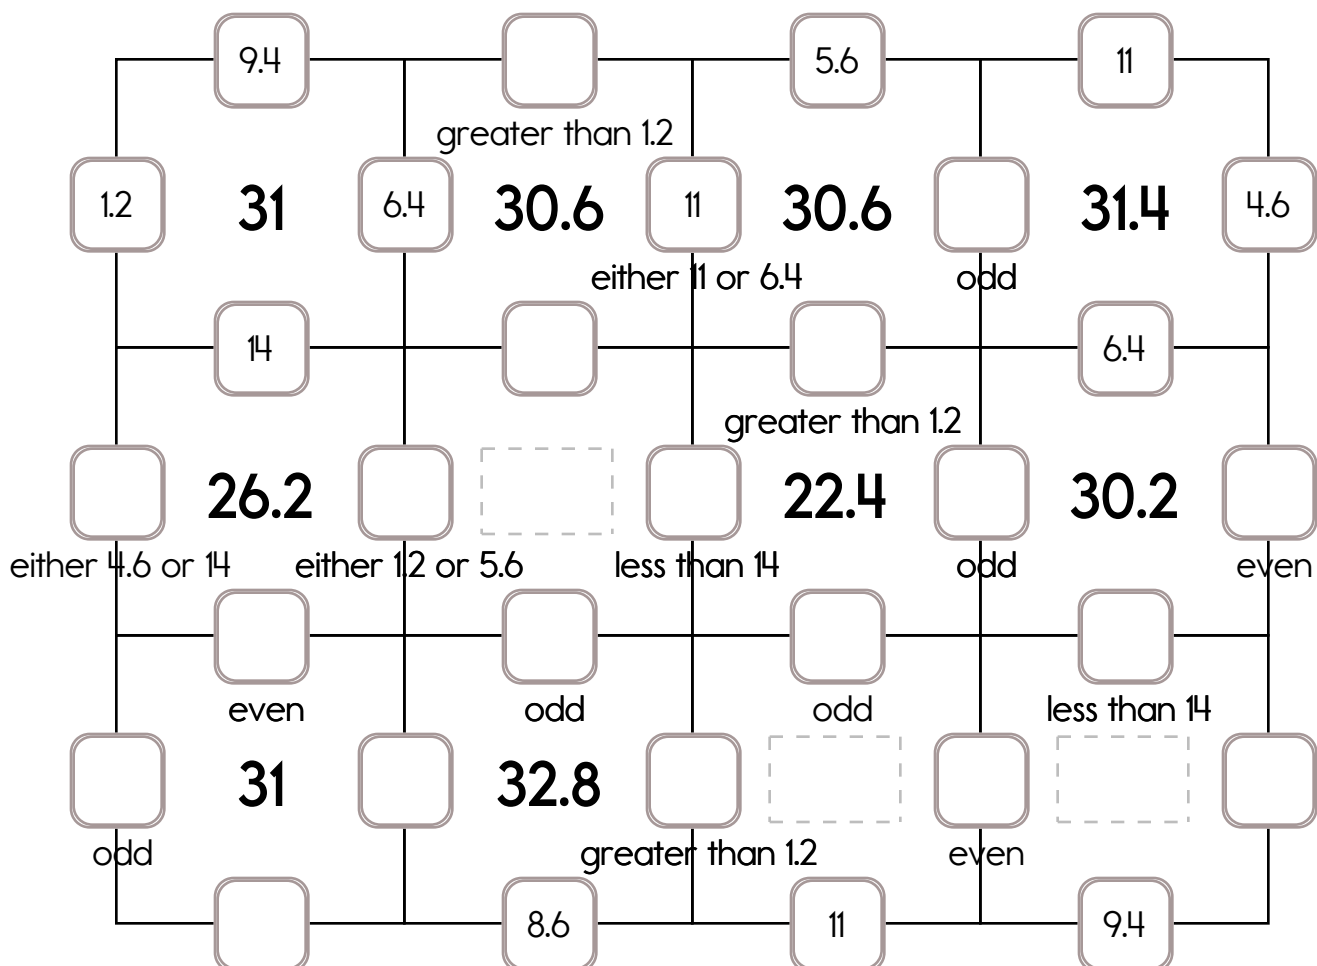 9.4 5.6 11
greater than 1.2
1.2 31 6.4 30.6 11 30.6 31.4 4.6
either 11 or 6.4 odd
14 6.4
greater than 1.2
26.2 22.4 30.2
either 4.6 or 14 either 1.2 or 5.6 less than 14 odd even
even odd odd less than 14
31 32.8
odd greater than 1.2 even
8.6 11 9.4